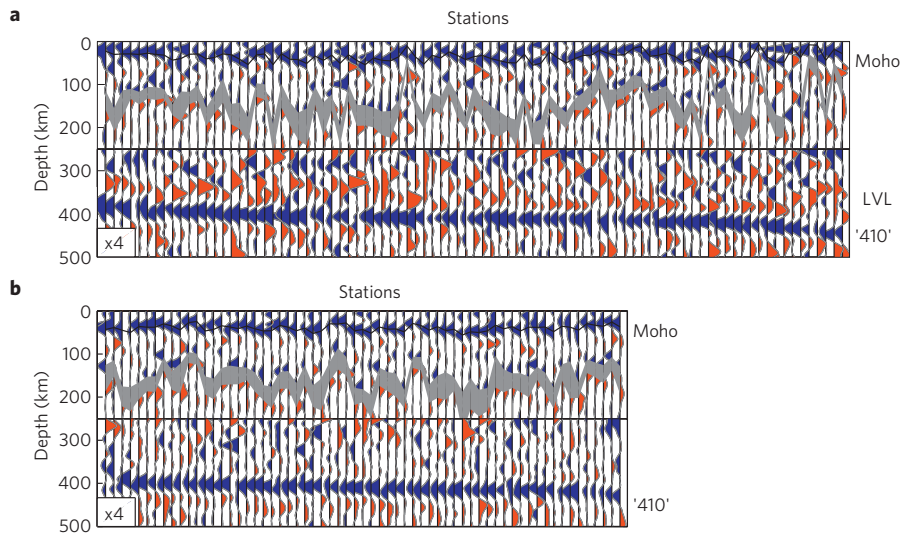 a
Stations
0
100
200
300
400
500
Depth (km)
x4
Moho
LVL
'410'
b
Stations
0
100
200
300
400
500
Depth (km)
x4
Moho
'410'